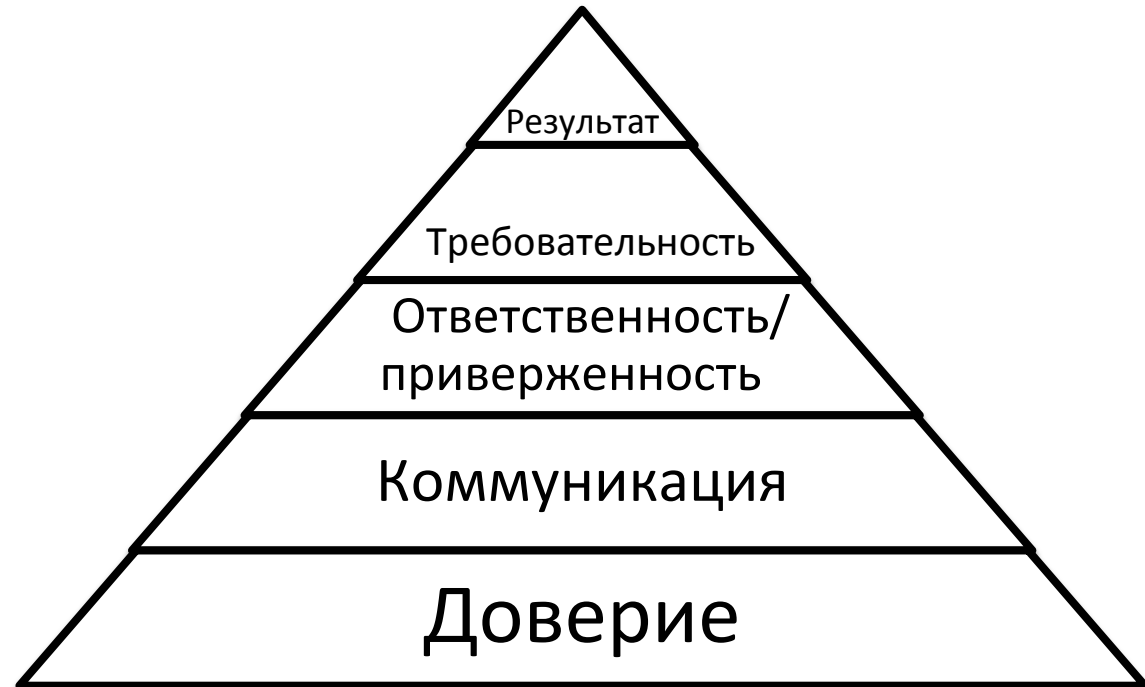 Результат
Требовательность
Ответственность/
приверженность
Коммуникация
Доверие